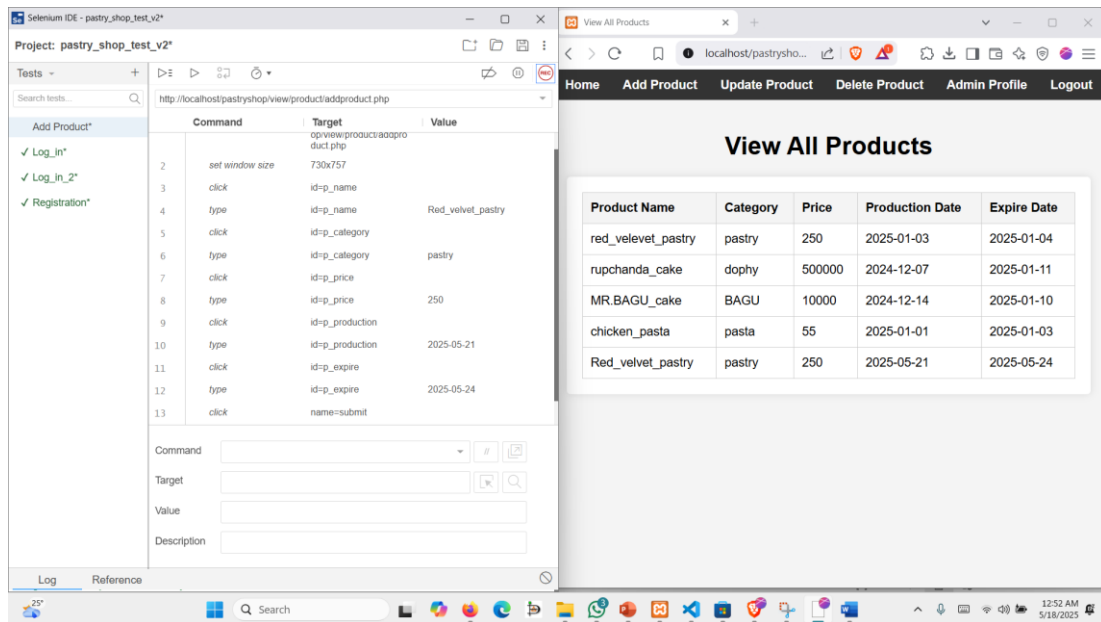 Selenium IDE - pastry_shop_test_v2*
Project: pastry_shop_test_v2*
Tests
Search tests...
Add Product*
✓ Log_in*
✓ Log_in_2*
✓ Registration*
REC
http://localhost/pastryshop/view/product/addproduct.php
Command Target Value
op/view/product/addpro
duct.php
2 set window size 730x757
3 click id=p_name
4 type id=p_name Red_velvet_pastry
5 click id=p_category
6 type id=p_category pastry
7 click id=p_price
8 type id=p_price 250
9 click id=p_production
10 type id=p_production 2025-05-21
11 click id=p_expire
12 type id=p_expire 2025-05-24
13 click name=submit
Command
//
Target
Value
Description
Log Reference
View All Products
localhost/pastrysho...
Home Add Product Update Product Delete Product Admin Profile Logout
View All Products
Product Name Category Price Production Date Expire Date
red_velevet_pastry pastry 250 2025-01-03 2025-01-04
rupchanda_cake dophy 500000 2024-12-07 2025-01-11
MR.BAGU_cake BAGU 10000 2024-12-14 2025-01-10
chicken_pasta pasta 55 2025-01-01 2025-01-03
Red_velvet_pastry pastry 250 2025-05-21 2025-05-24
25°
Search
12:52 AM
5/18/2025